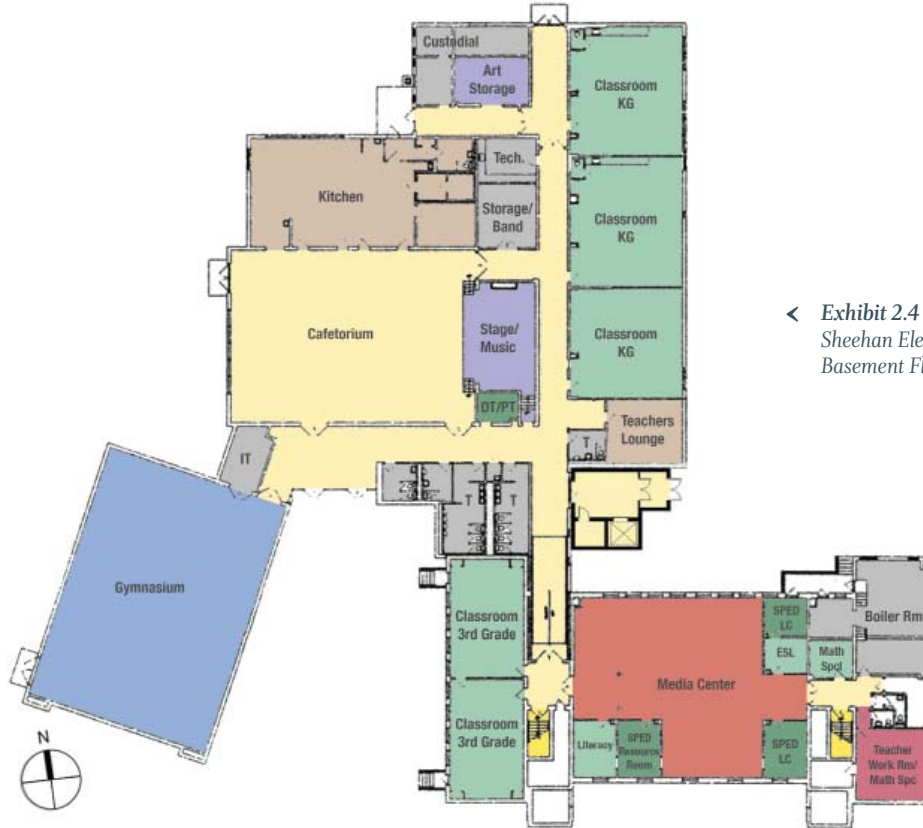 Custodial
Art
Storage
Classroom
KG
Tech.
Kitchen
Storage/
Band
Classroom
KG
Cafetorium
Stage/
Music
Classroom
KG
< Exhibit 2.4
Sheehan Ele
Basement Fl
OT/PT
Teachers
Lounge
T
IT
T
T
Gymnasium
Classroom
3rd Grade
SPED
LC
Boiler Rm
ESL
Math
Spcl
Media Center
Classroom
3rd Grade
Literacy
SPED
Resource
Room
SPED
LC
Teacher
Work Rm/
Math Spc
N